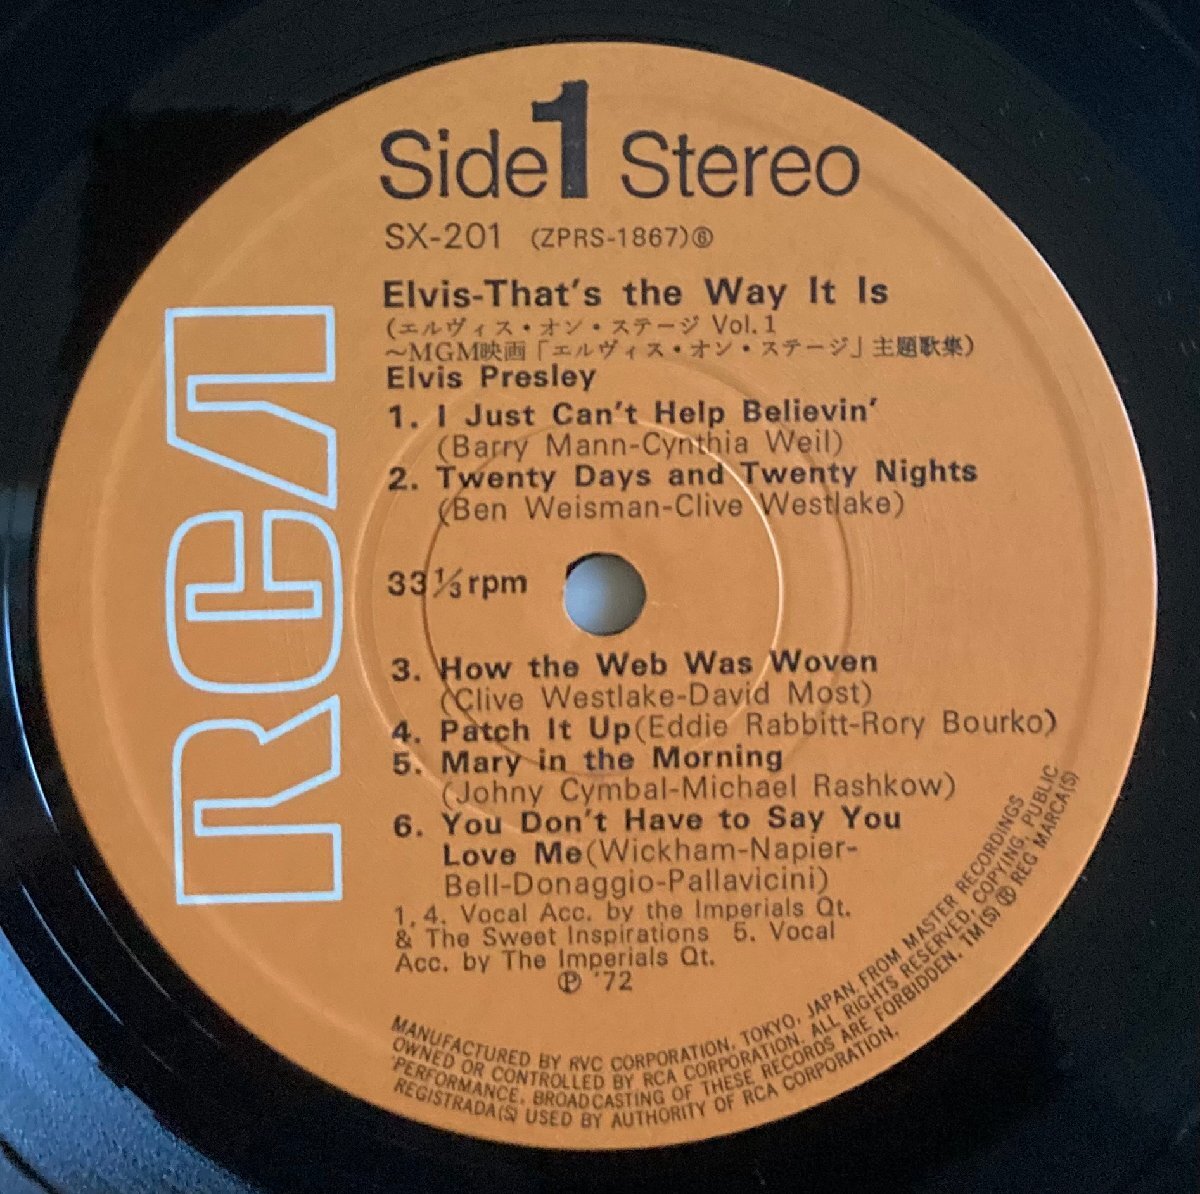 Side 1 Stereo
SX-201 (ZPRS-1867)⑥
Elvis-That's the Way It Is
(エルヴィス・オン・ステージ Vol.1
～MGM映画「エルヴィス・オン・ステージ」主題歌集)
Elvis Presley
1. I Just Can't Help Believin'
(Barry Mann-Cynthia Weil)
2. Twenty Days and Twenty Nights
(Ben Weisman-Clive Westlake)
33 1/3 rpm
3. How the Web Was Woven
(Clive Westlake-David Most)
4. Patch It Up(Eddie Rabbitt-Rory Bourko)
5. Mary in the Morning
(Johny Cymbal-Michael Rashkow)
6. You Don't Have to Say You
Love Me(Wickham-Napier-
Bell-Donaggio-Pallavicini)
1, 4. Vocal Acc. by the Imperials Qt.
& The Sweet Inspirations 5. Vocal
Acc. by The Imperials Qt.
Ⓟ '72
RCA
MANUFACTURED BY RVC CORPORATION, TOKYO, JAPAN, FROM MASTER RECORDINGS
OWNED OR CONTROLLED BY RCA CORPORATION. ALL RIGHTS RESERVED, COPYING, PUBLIC
PERFORMANCE, BROADCASTING OF THESE RECORDS ARE FORBIDDEN. TM(S) ® REG MARCA(S)
REGISTRADA(S) USED BY AUTHORITY OF RCA CORPORATION.